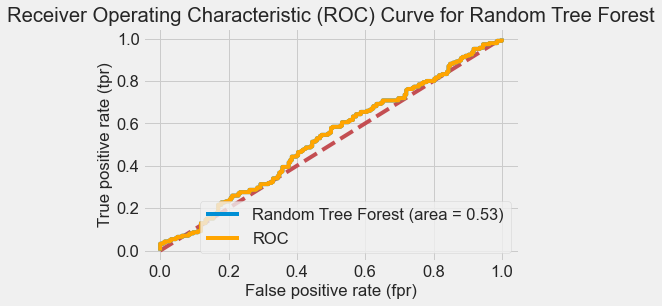 Receiver Operating Characteristic (ROC) Curve for Random Tree Forest
1.0
0.8
0.6
0.4
0.2
0.0
True positive rate (tpr)
Random Tree Forest (area = 0.53)
ROC
0.0 0.2 0.4 0.6 0.8 1.0
False positive rate (fpr)